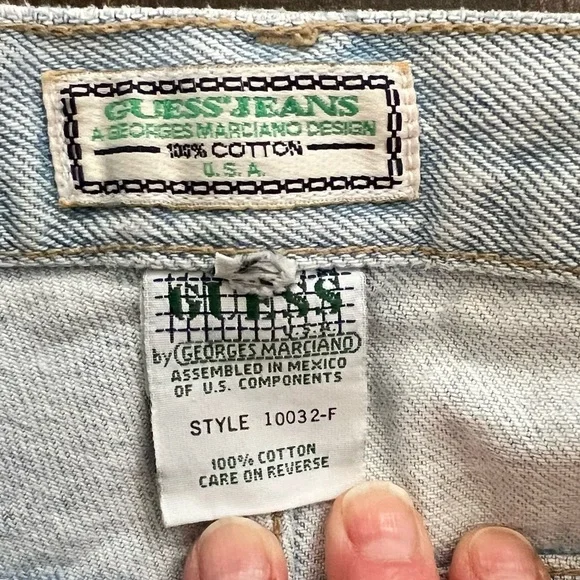 GUESS® JEANS
A GEORGES MARCIANO DESIGN
100% COTTON
U.S.A.
GUESS
U.S.A.
by GEORGES MARCIANO
ASSEMBLED IN MEXICO
OF U.S. COMPONENTS
STYLE 10032-F
100% COTTON
CARE ON REVERSE